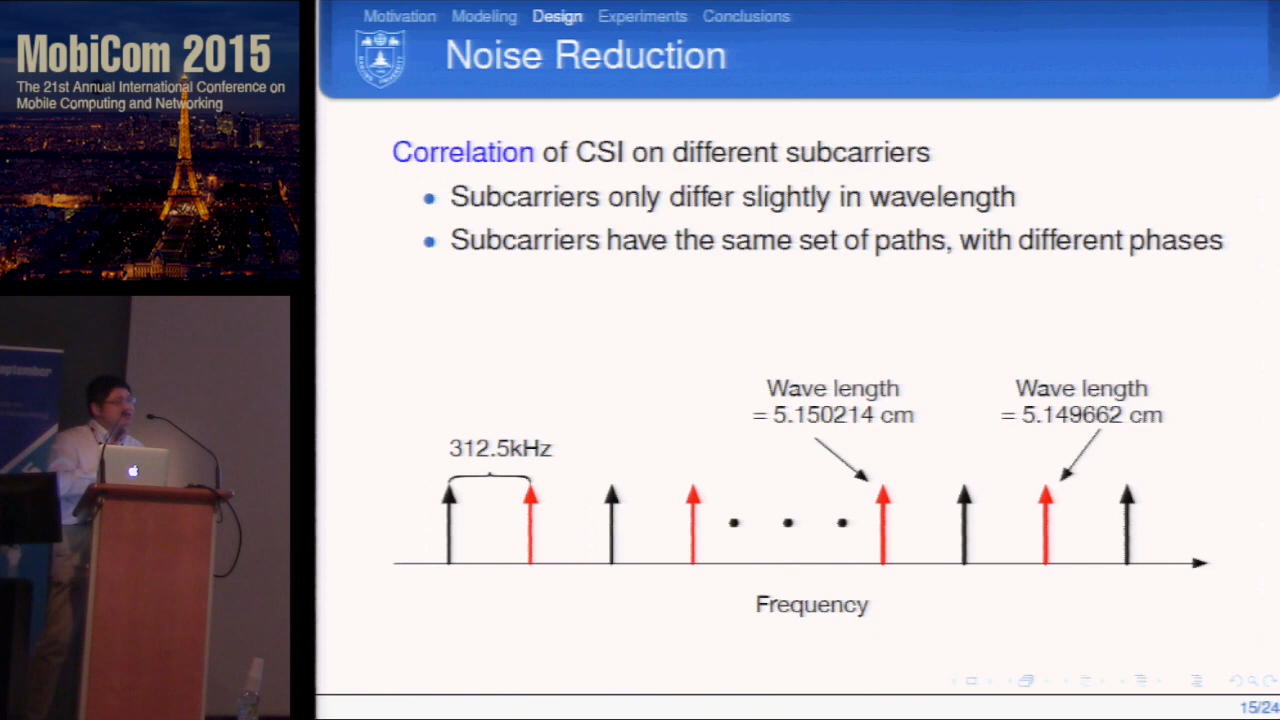 MobiCom 2015
The 21st Annual International Conference on
Mobile Computing and Networking
Motivation Modeling Design Experiments Conclusions
Noise Reduction
Correlation of CSI on different subcarriers
• Subcarriers only differ slightly in wavelength
• Subcarriers have the same set of paths, with different phases
Wave length
= 5.150214 cm
Wave length
= 5.149662 cm
312.5kHz
Frequency
15/24